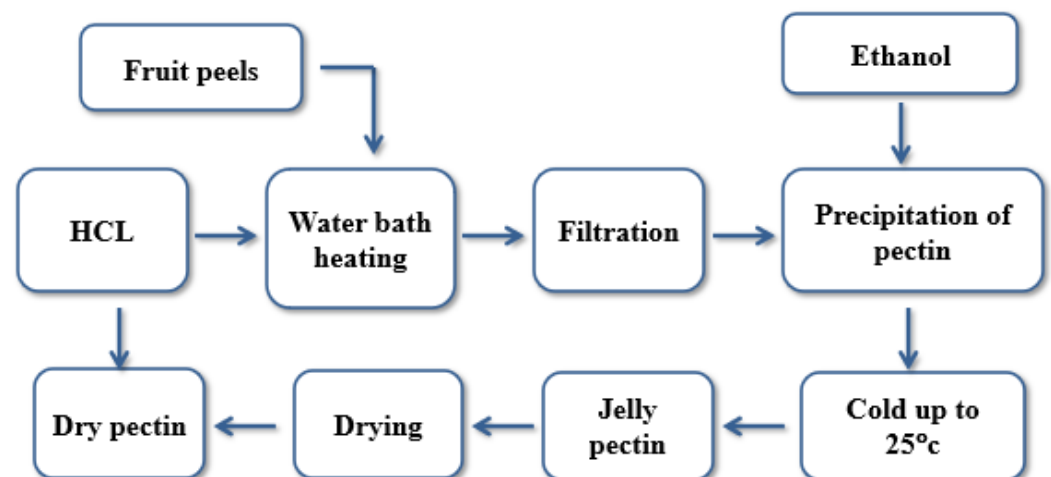 Fruit peels
Ethanol
HCL
Water bath
heating
Filtration
Precipitation of
pectin
Dry pectin
Drying
Jelly
pectin
Cold up to
25°c